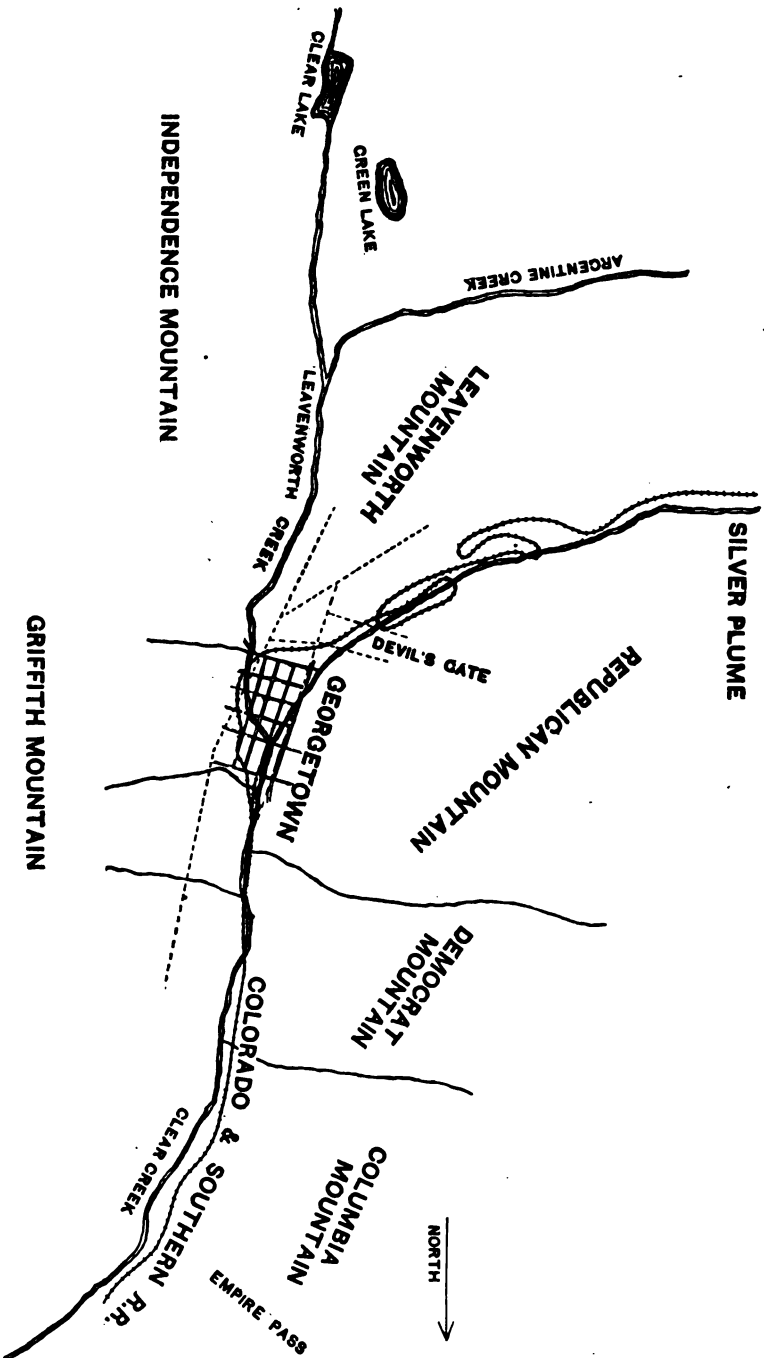 CLEAR LAKE
GREEN LAKE
INDEPENDENCE MOUNTAIN
ARGENTINE CREEK
LEAVENWORTH
MOUNTAIN
LEAVENWORTH CREEK
SILVER PLUME
DEVIL'S GATE
REPUBLICAN MOUNTAIN
GEORGETOWN
GRIFFITH MOUNTAIN
DEMOCRAT
MOUNTAIN
COLORADO & SOUTHERN R.R.
CLEAR CREEK
COLUMBIA
MOUNTAIN
NORTH
EMPIRE PASS